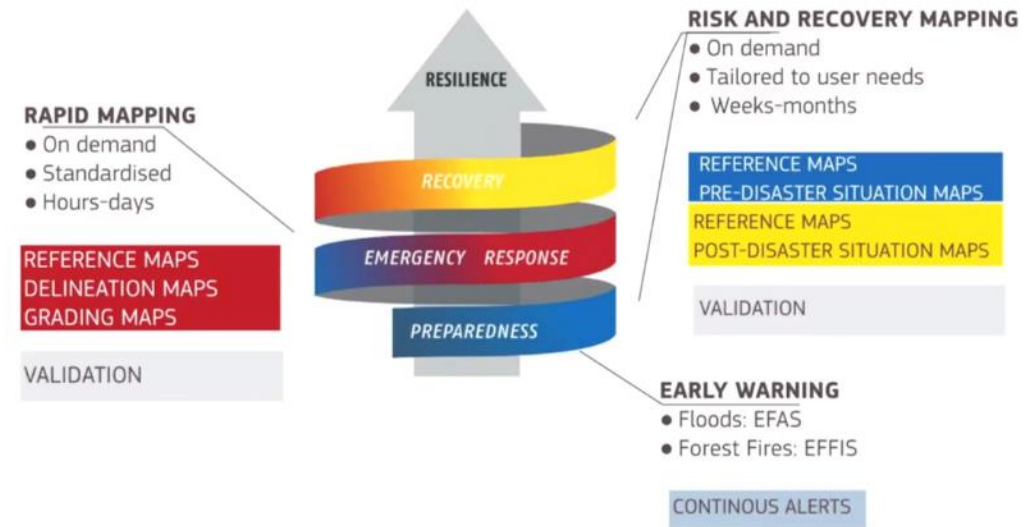 RISK AND RECOVERY MAPPING
● On demand
● Tailored to user needs
● Weeks-months
RESILIENCE
RAPID MAPPING
● On demand
● Standardised
● Hours-days
REFERENCE MAPS
PRE-DISASTER SITUATION MAPS
REFERENCE MAPS
POST-DISASTER SITUATION MAPS
VALIDATION
RECOVERY
EMERGENCY RESPONSE
PREPAREDNESS
REFERENCE MAPS
DELINEATION MAPS
GRADING MAPS
VALIDATION
EARLY WARNING
● Floods: EFAS
● Forest Fires: EFFIS
CONTINOUS ALERTS